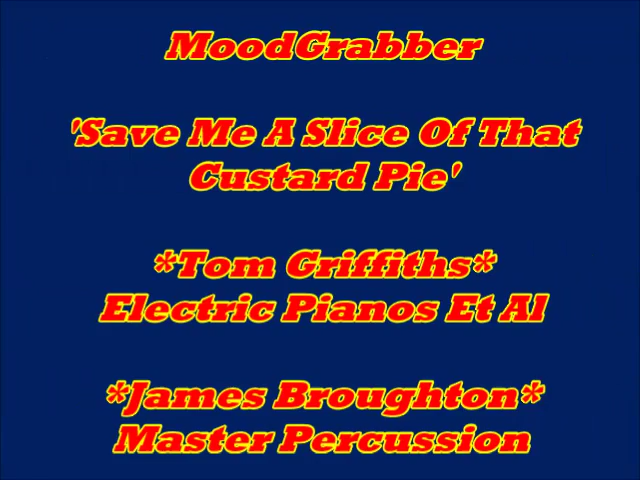 MoodGrabber
'Save Me A Slice Of That
Custard Pie'
*Tom Griffiths*
Electric Pianos Et Al
*James Broughton*
Master Percussion